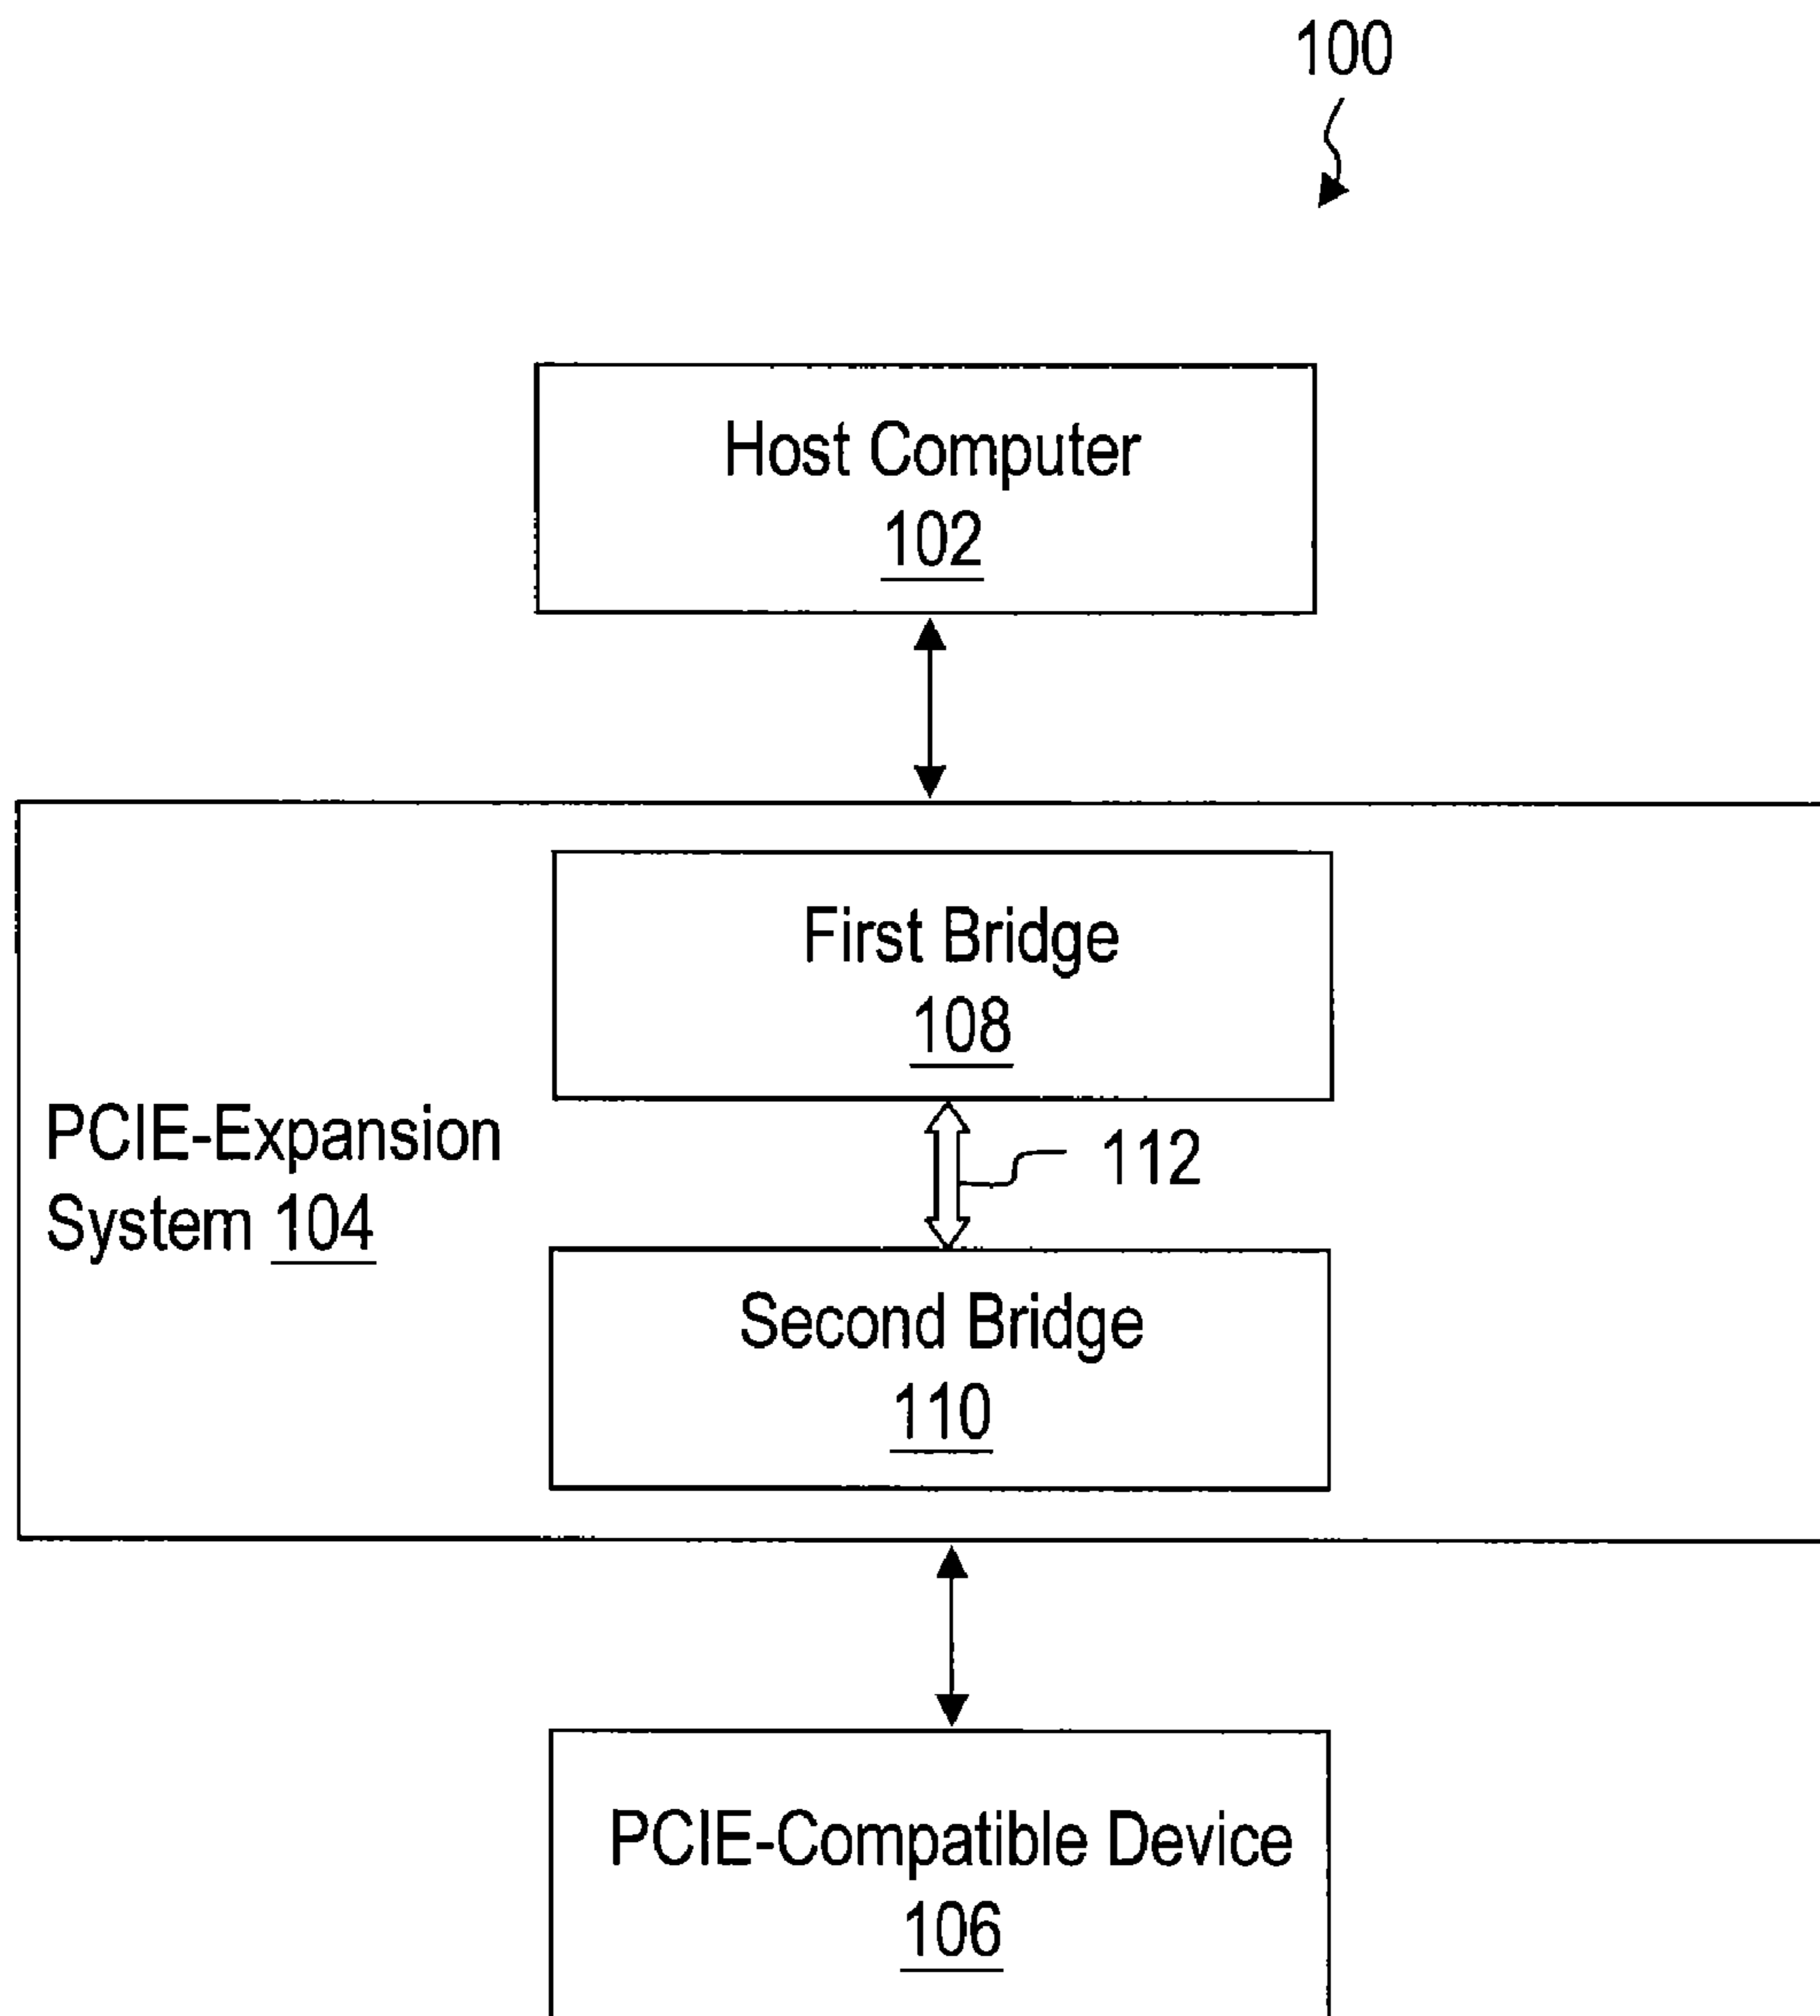 100
Host Computer
102
First Bridge
108
PCIE-Expansion
System 104
112
Second Bridge
110
PCIE-Compatible Device
106